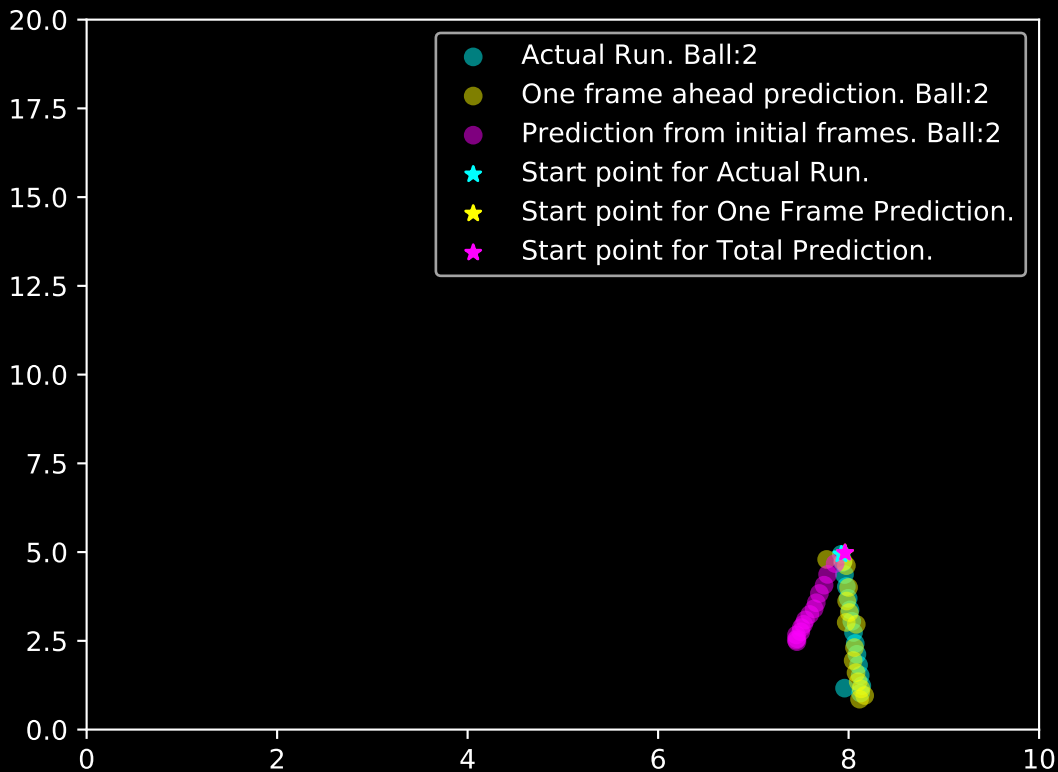 20.0
17.5
15.0
12.5
10.0
7.5
5.0
2.5
0.0
0 2 4 6 8 10
Actual Run. Ball:2
One frame ahead prediction. Ball:2
Prediction from initial frames. Ball:2
Start point for Actual Run.
Start point for One Frame Prediction.
Start point for Total Prediction.